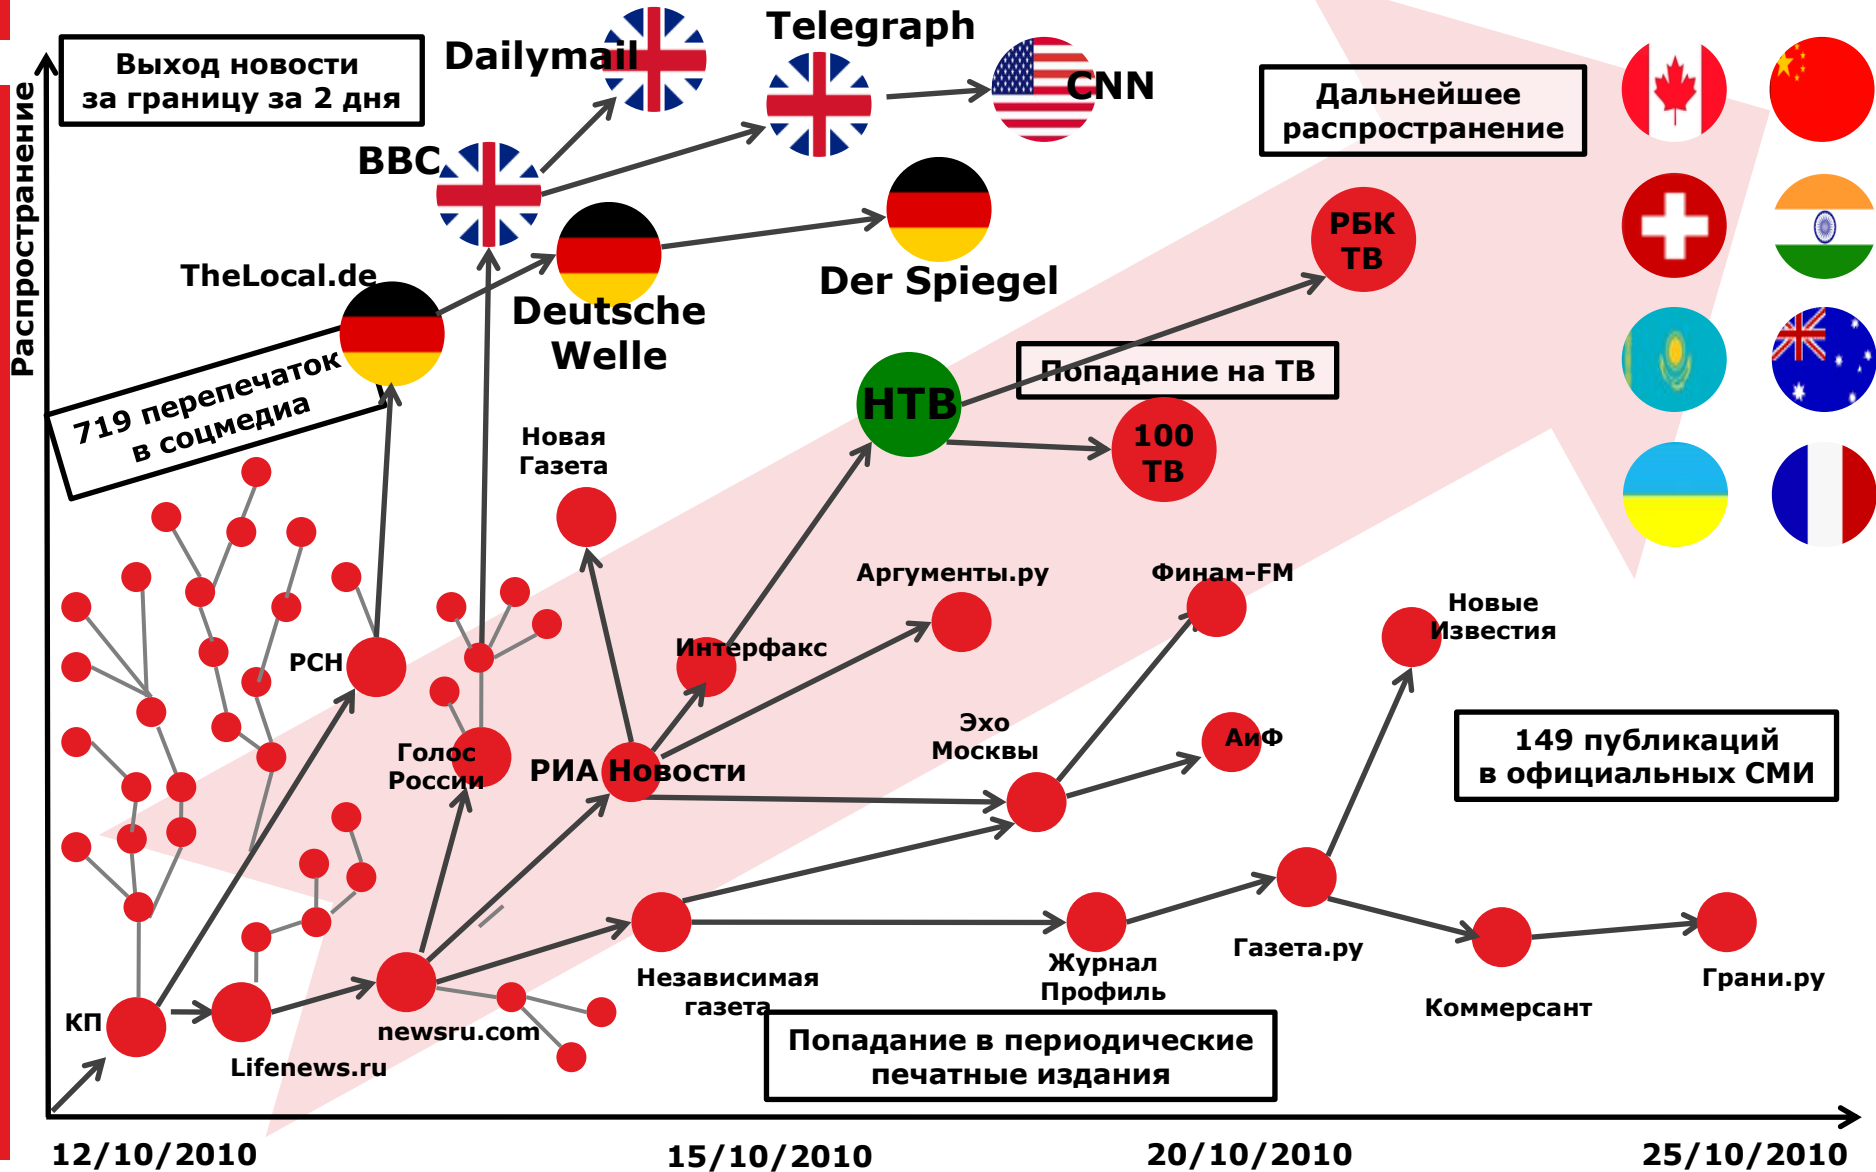 Распространение
Выход новости
за границу за 2 дня
Dailymail
Telegraph
CNN
BBC
Дальнейшее
распространение
РБК
ТВ
TheLocal.de
Deutsche
Welle
Der Spiegel
719 перепечаток
в соцмедиа
Попадание на ТВ
НТВ
100
ТВ
Новая
Газета
Аргументы.ру
Финам-FM
Новые
Известия
РСН
Интерфакс
Голос
России
РИА Новости
Эхо
Москвы
АиФ
149 публикаций
в официальных СМИ
КП
Lifenews.ru
newsru.com
Независимая
газета
Журнал
Профиль
Газета.ру
Коммерсант
Грани.ру
Попадание в периодические
печатные издания
12/10/2010
15/10/2010
20/10/2010
25/10/2010